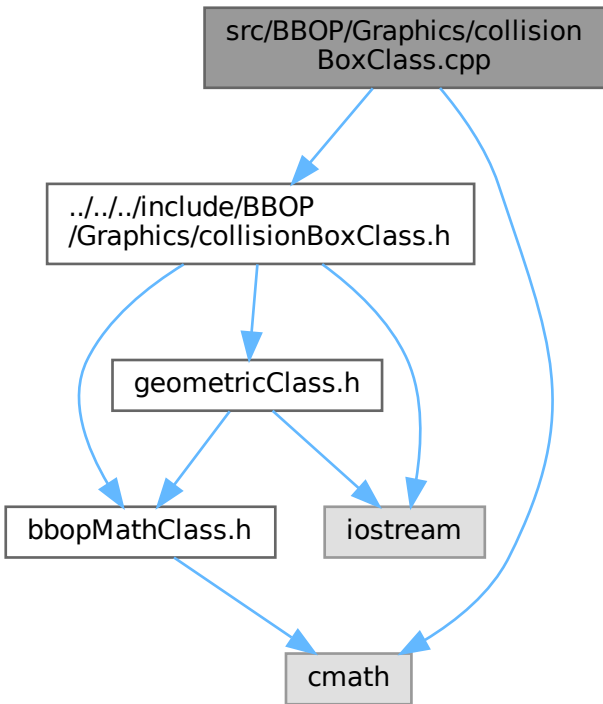 src/BBOP/Graphics/collision
BoxClass.cpp
../../../include/BBOP
/Graphics/collisionBoxClass.h
geometricClass.h
bbopMathClass.h
iostream
cmath